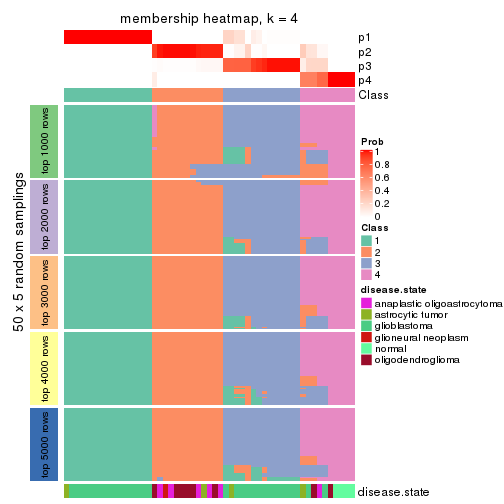 membership heatmap, k = 4
p1
p2
p3
p4
Class
50 x 5 random samplings
top 1000 rows
top 2000 rows
top 3000 rows
top 4000 rows
top 5000 rows
Prob
1
0.8
0.6
0.4
0.2
0
Class
1
2
3
4
disease.state
anaplastic oligoastrocytoma
astrocytic tumor
glioblastoma
glioneural neoplasm
normal
oligodendroglioma
disease.state